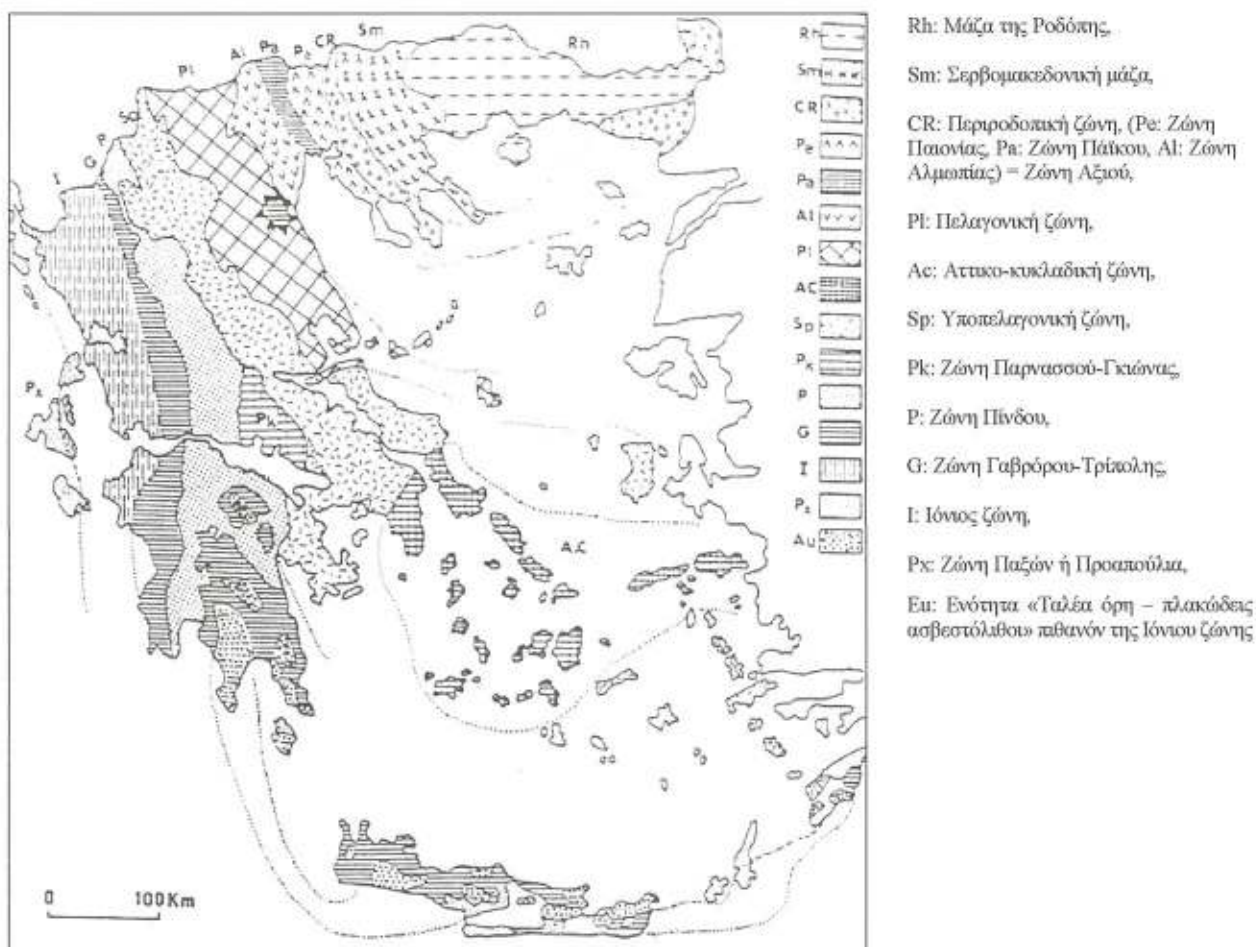 Pl Al Pa Pe CR Sm Rh
Sp
P
G
I
Px
Pk
AC
0 100 Km
Rh
Sm
CR
Pe
Pa
Al
Pl
AC
Sp
Pk
P
G
I
Px
Au
Rh: Μάζα της Ροδόπης,
Sm: Σερβομακεδονική μάζα,
CR: Περιροδοπική ζώνη, (Pe: Ζώνη
Παιονίας, Pa: Ζώνη Πάϊκου, Al: Ζώνη
Αλμωπίας) = Ζώνη Αξιού,
Pl: Πελαγονική ζώνη,
Ac: Αττικο-κυκλαδική ζώνη,
Sp: Υποπελαγονική ζώνη,
Pk: Ζώνη Παρνασσού-Γκιώνας,
P: Ζώνη Πίνδου,
G: Ζώνη Γαβρόρου-Τρίπολης,
I: Ιόνιος ζώνη,
Px: Ζώνη Παξών ή Προαπούλια,
Eu: Ενότητα «Ταλέα όρη – πλακώδεις
ασβεστόλιθοι» πιθανόν της Ιόνιου ζώνης